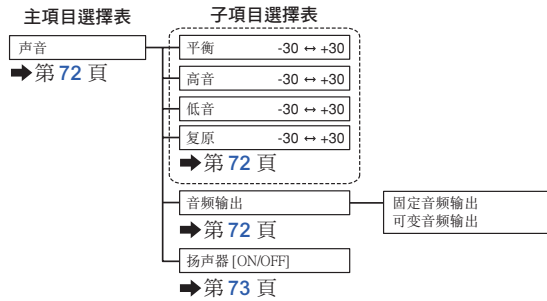 主項目選擇表
子項目選擇表
声音
➡第 72 頁
平衡 -30 ↔ +30
高音 -30 ↔ +30
低音 -30 ↔ +30
复原 -30 ↔ +30
➡第 72 頁
音频输出
➡第 72 頁
固定音频输出
可变音频输出
扬声器 [ON/OFF]
➡第 73 頁